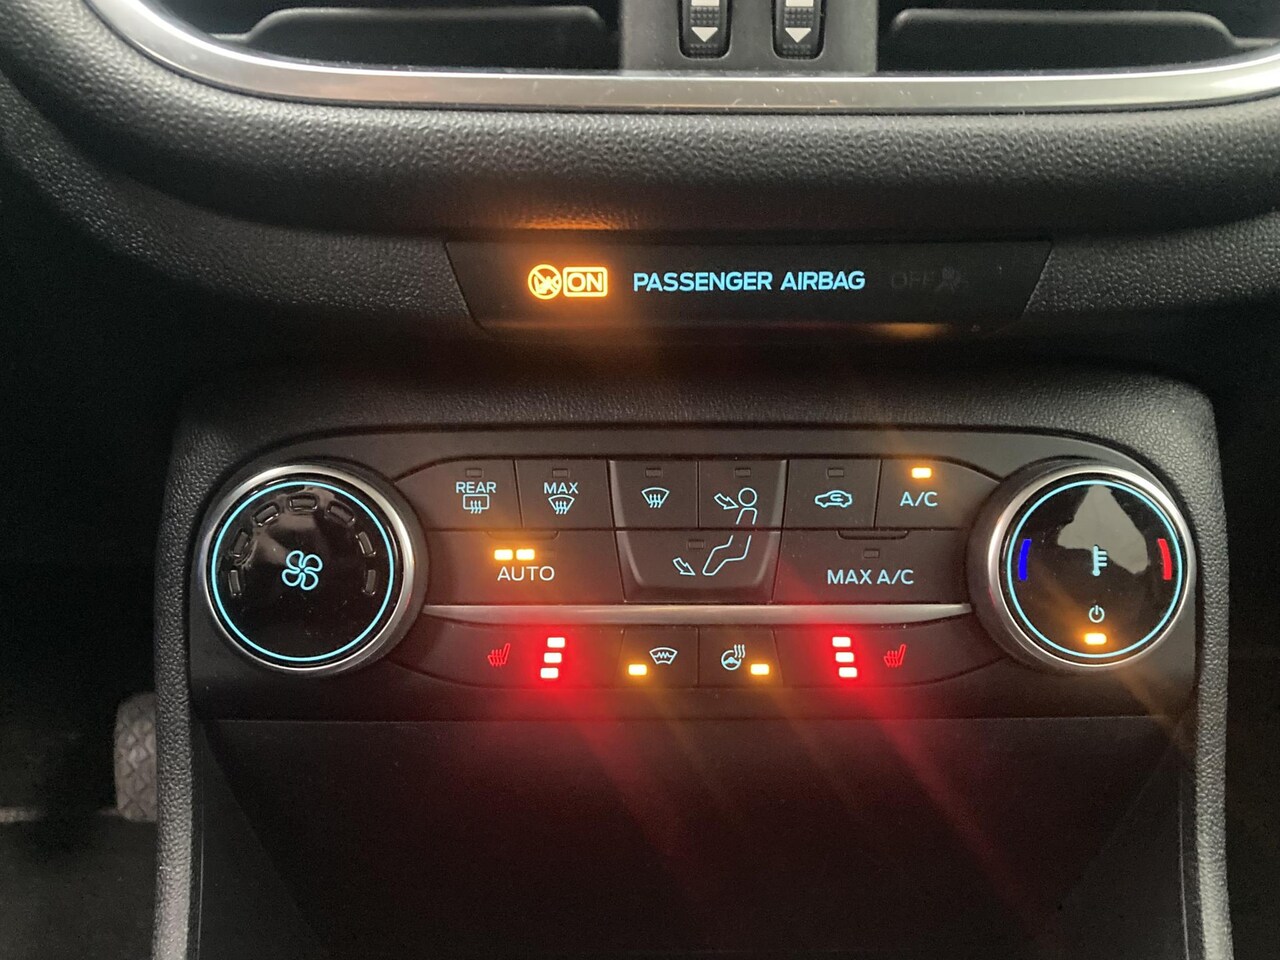 ON PASSENGER AIRBAG OFF
REAR MAX A/C
AUTO MAX A/C